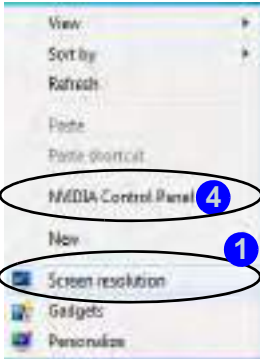 View
Sort by
Refresh
Paste
Paste shortcut
NVIDIA Control Panel 4
New
1
Screen resolution
Gadgets
Personalize